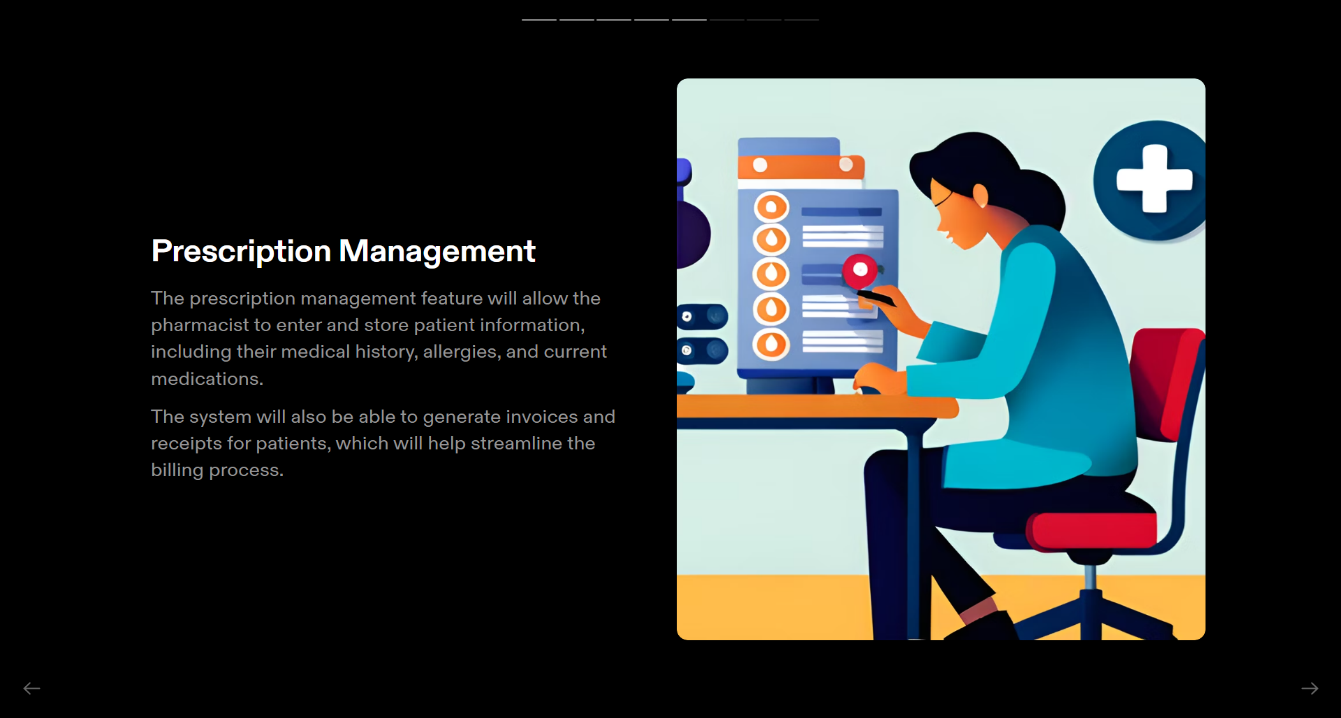 Prescription Management
The prescription management feature will allow the
pharmacist to enter and store patient information,
including their medical history, allergies, and current
medications.
The system will also be able to generate invoices and
receipts for patients, which will help streamline the
billing process.